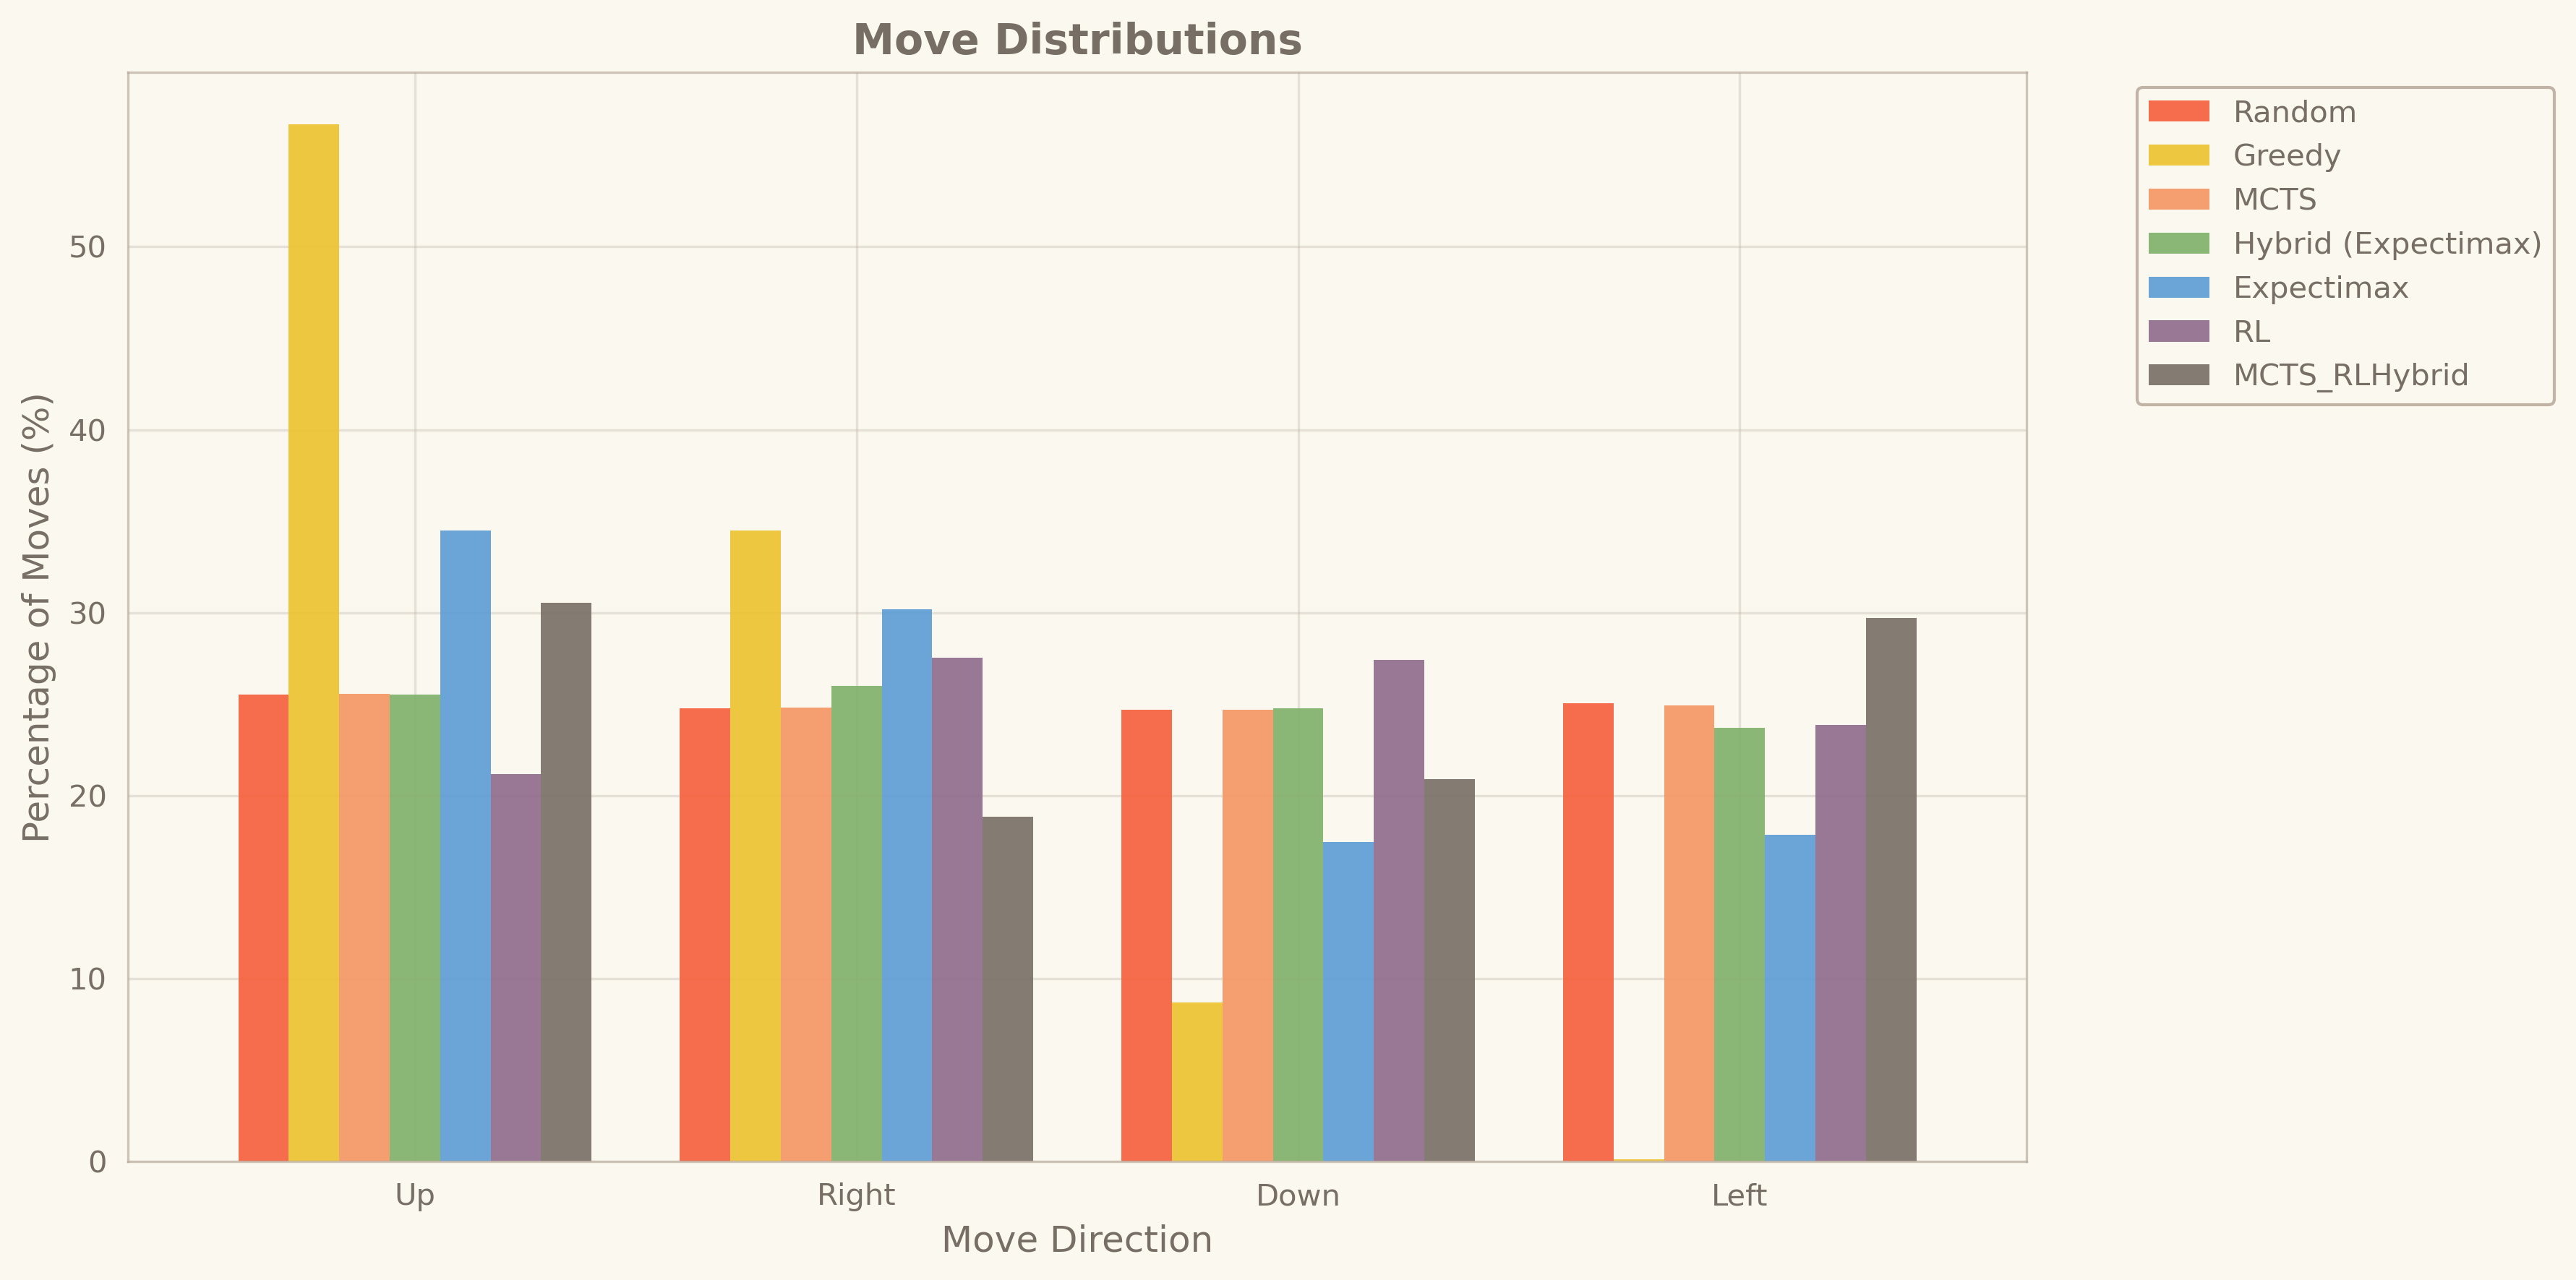 Move Distributions
Percentage of Moves (%)
50
40
30
20
10
0
Up
Right
Down
Left
Move Direction
Random
Greedy
MCTS
Hybrid (Expectimax)
Expectimax
RL
MCTS_RLHybrid